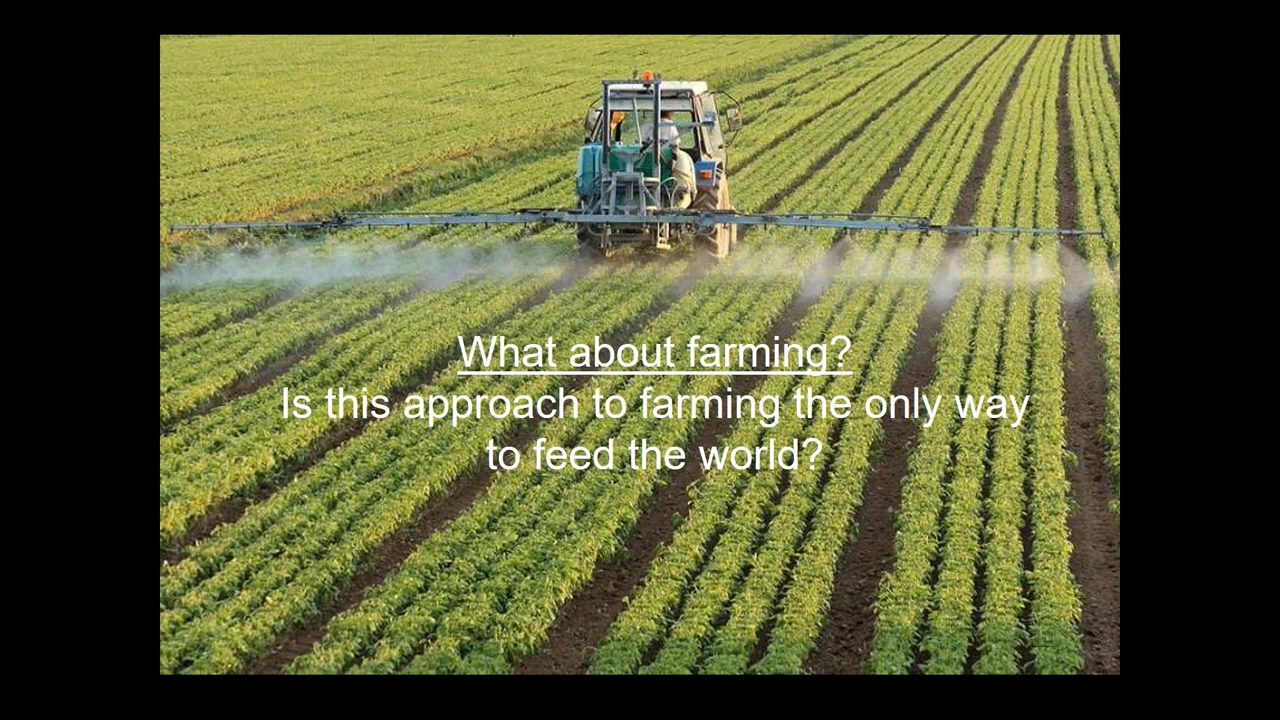 What about farming?
Is this approach to farming the only way
to feed the world?